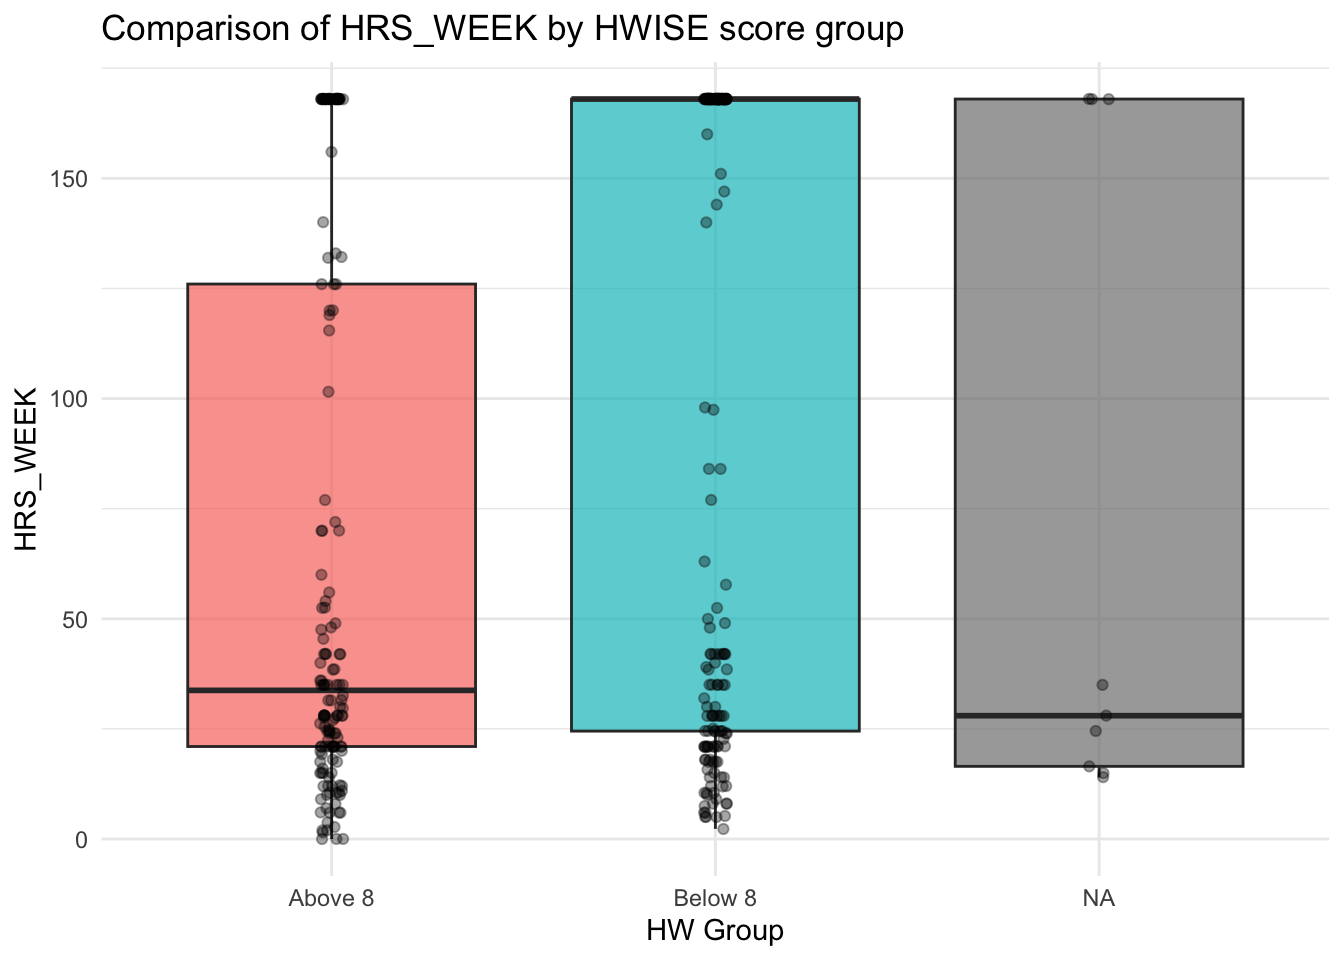 Comparison of HRS_WEEK by HWISE score group
HRS_WEEK
150
100
50
0
Above 8
Below 8
NA
HW Group